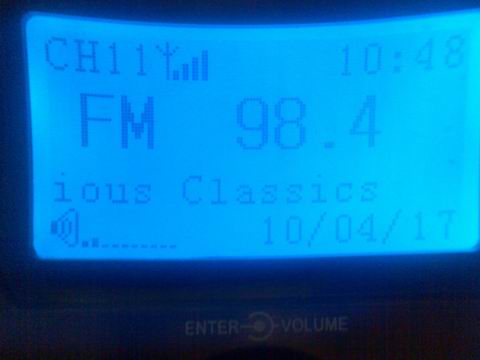 CH11 10:48
FM 98.4
ious Classics
10/04/17
ENTER VOLUME